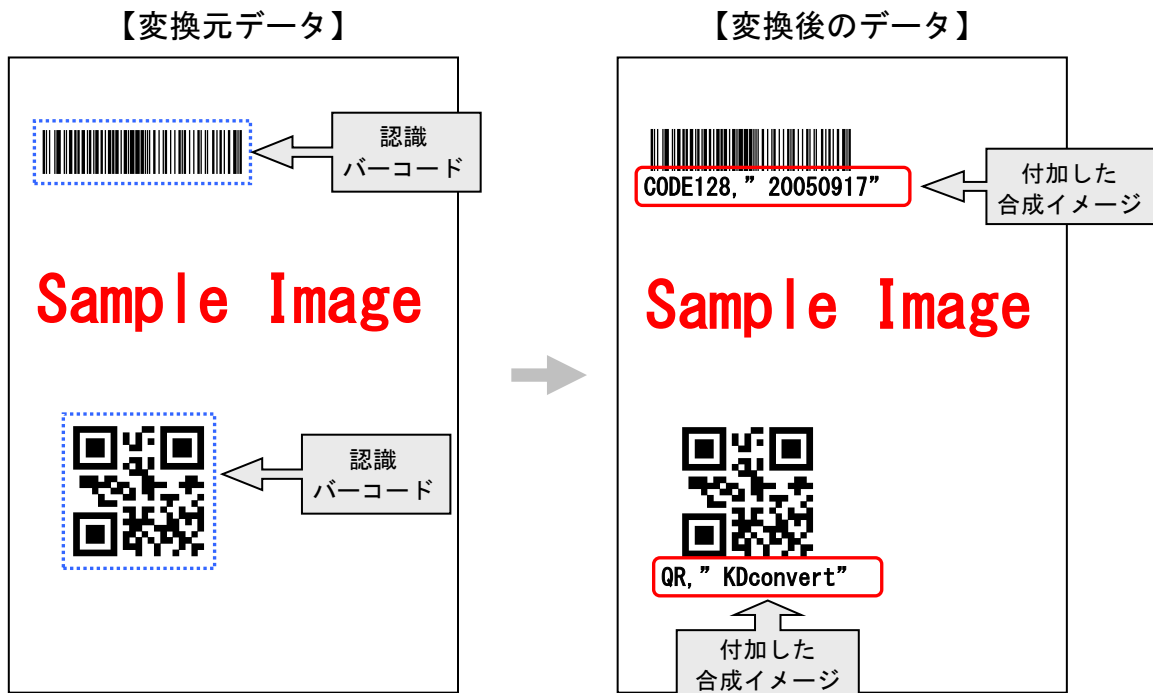 【変換元データ】
認識
バーコード
Sample Image
認識
バーコード
【変換後のデータ】
CODE128,” 20050917”
付加した
合成イメージ
Sample Image
QR,” KDconvert”
付加した
合成イメージ